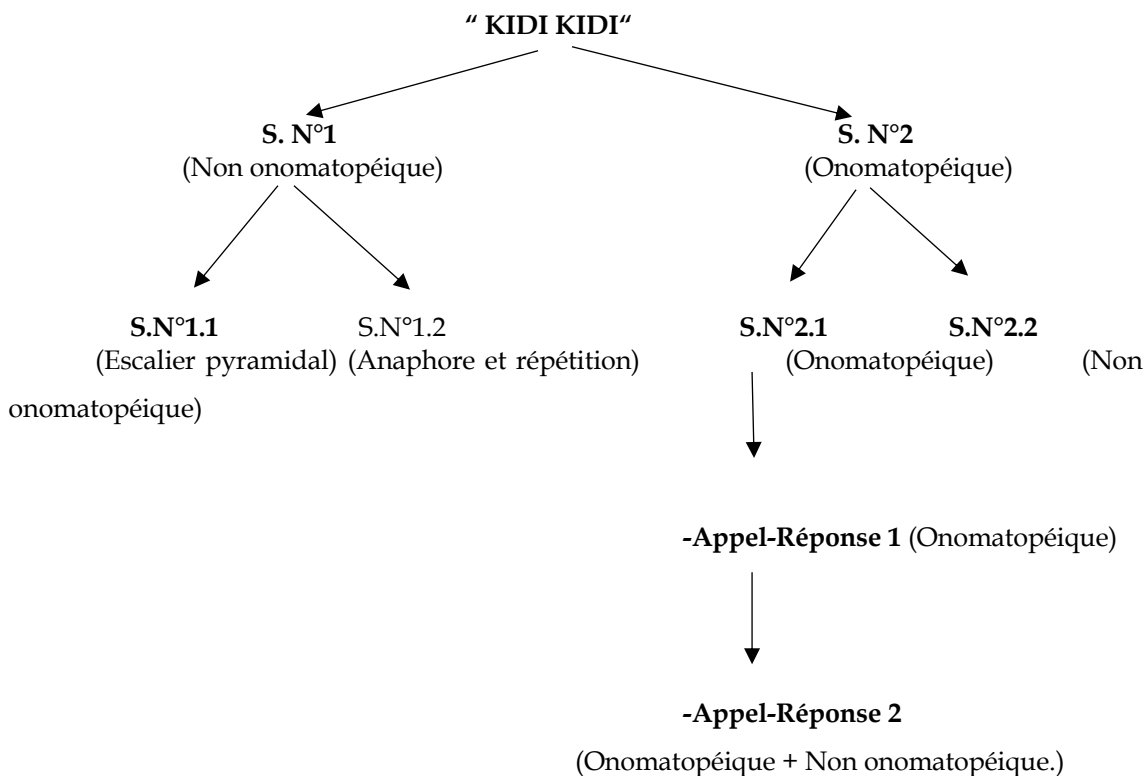 “ KIDI KIDI“
S. N°1 S. N°2
(Non onomatopéique) (Onomatopéique)
S.N°1.1 S.N°1.2 S.N°2.1 S.N°2.2
(Escalier pyramidal) (Anaphore et répétition) (Onomatopéique) (Non
onomatopéique)
-Appel-Réponse 1 (Onomatopéique)
-Appel-Réponse 2
(Onomatopéique + Non onomatopéique.)